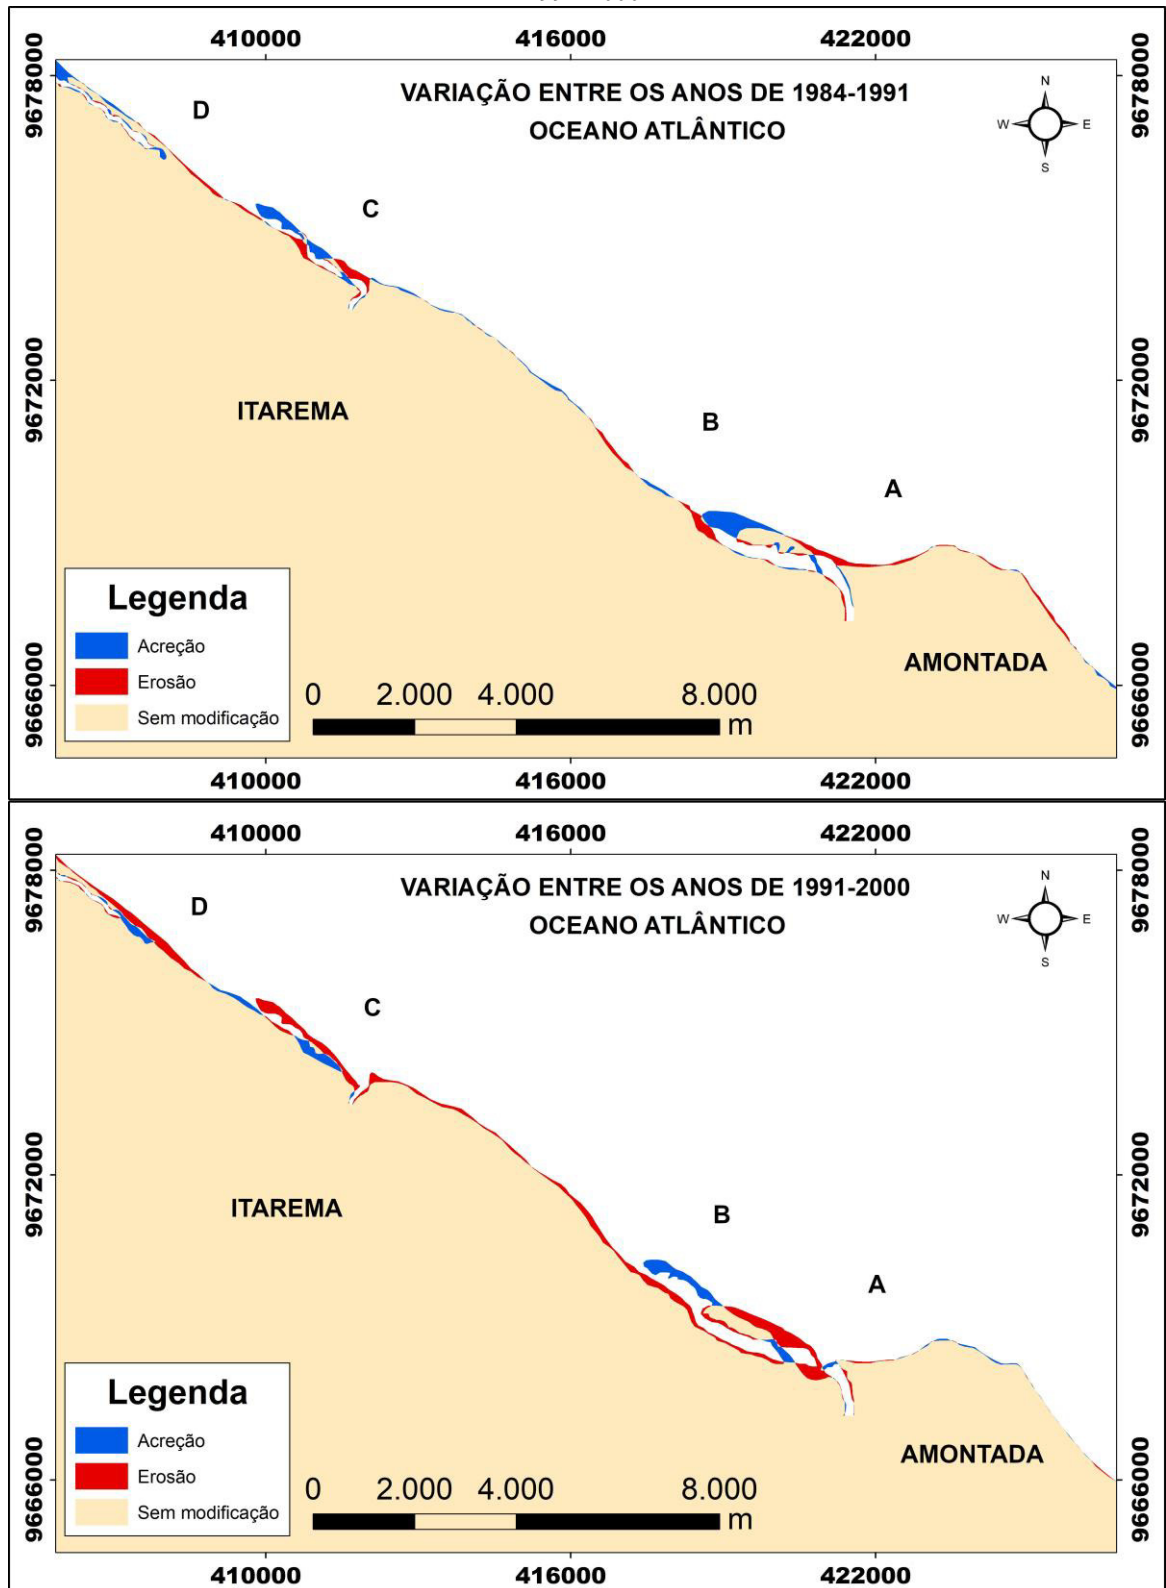 410000 416000 422000
VARIAÇÃO ENTRE OS ANOS DE 1984-1991
OCEANO ATLÂNTICO
N
W E
S
9678000 9678000
D
C
9672000 9672000
ITAREMA
B
A
AMONTADA
9666000 9666000
Legenda
Acreção
Erosão
Sem modificação
0 2.000 4.000 8.000
m
410000 416000 422000
410000 416000 422000
VARIAÇÃO ENTRE OS ANOS DE 1991-2000
OCEANO ATLÂNTICO
N
W E
S
9678000 9678000
D
C
9672000 9672000
ITAREMA
B
A
AMONTADA
9666000 9666000
Legenda
Acreção
Erosão
Sem modificação
0 2.000 4.000 8.000
m
410000 416000 422000